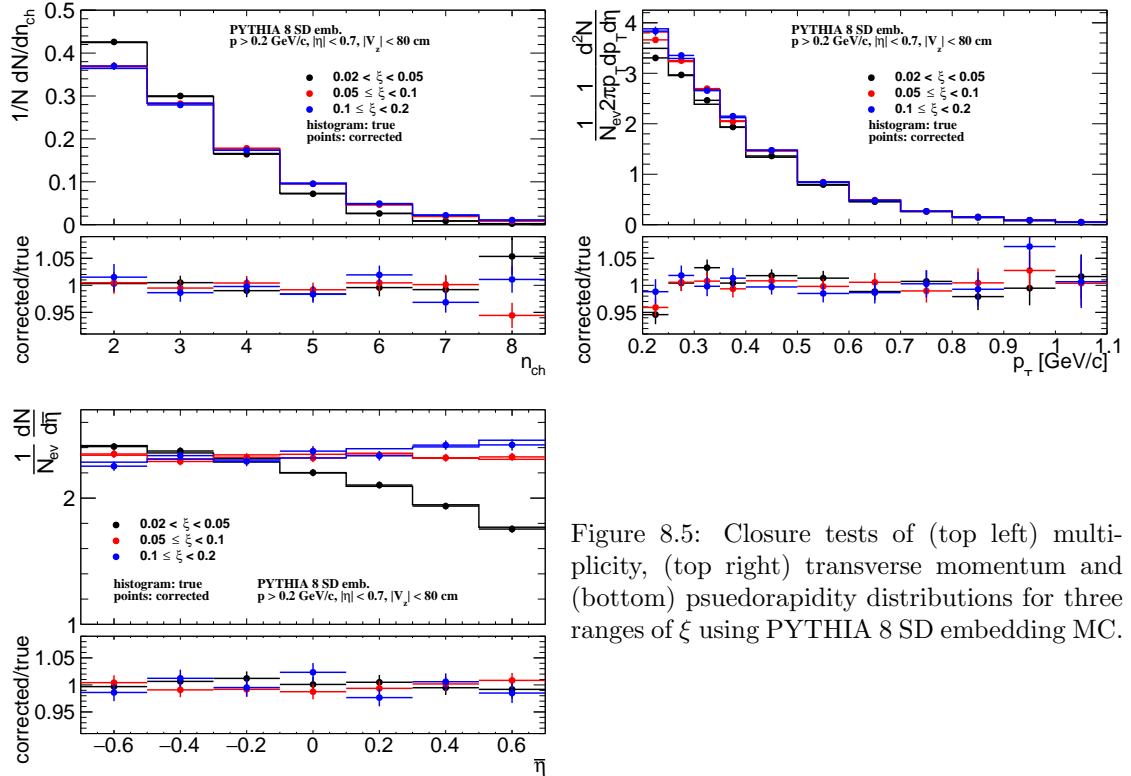 1/N dN/dn_ch
PYTHIA 8 SD emb.
p > 0.2 GeV/c, |η| < 0.7, |V_z| < 80 cm
0.02 < ξ < 0.05
0.05 ≤ ξ < 0.1
0.1 ≤ ξ < 0.2
histogram: true
points: corrected
0.4
0.3
0.2
0.1
0
corrected/true
1.05
1
0.95
2 3 4 5 6 7 8
n_ch
1/N_ev 1/2πp_T d²N/dp_T dη
PYTHIA 8 SD emb.
p > 0.2 GeV/c, |η| < 0.7, |V_z| < 80 cm
0.02 < ξ < 0.05
0.05 ≤ ξ < 0.1
0.1 ≤ ξ < 0.2
histogram: true
points: corrected
4
3
2
1
0
corrected/true
1.05
1
0.95
0.2 0.3 0.4 0.5 0.6 0.7 0.8 0.9 1 1.1
p_T [GeV/c]
1/N_ev dN/dη̅
2
1
0.02 < ξ < 0.05
0.05 ≤ ξ < 0.1
0.1 ≤ ξ < 0.2
histogram: true
points: corrected
PYTHIA 8 SD emb.
p > 0.2 GeV/c, |η| < 0.7, |V_z| < 80 cm
corrected/true
1.05
1
0.95
−0.6 −0.4 −0.2 0 0.2 0.4 0.6
η̅
Figure 8.5: Closure tests of (top left) multi-
plicity, (top right) transverse momentum and
(bottom) psuedorapidity distributions for three
ranges of ξ using PYTHIA 8 SD embedding MC.